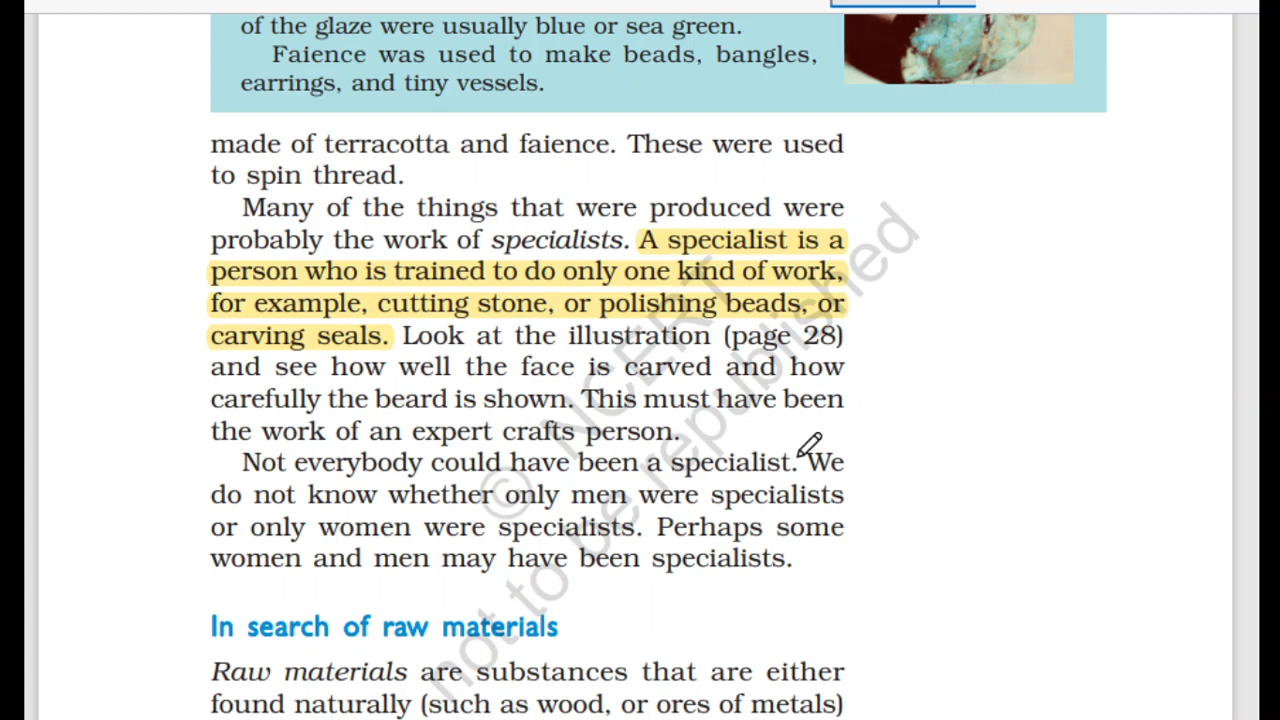 of the glaze were usually blue or sea green.
Faience was used to make beads, bangles,
earrings, and tiny vessels.
made of terracotta and faience. These were used
to spin thread.
Many of the things that were produced were
probably the work of specialists. A specialist is a
person who is trained to do only one kind of work,
for example, cutting stone, or polishing beads, or
carving seals. Look at the illustration (page 28)
and see how well the face is carved and how
carefully the beard is shown. This must have been
the work of an expert crafts person.
Not everybody could have been a specialist. We
do not know whether only men were specialists
or only women were specialists. Perhaps some
women and men may have been specialists.
In search of raw materials
Raw materials are substances that are either
found naturally (such as wood, or ores of metals)
© NCERT
not to be republished